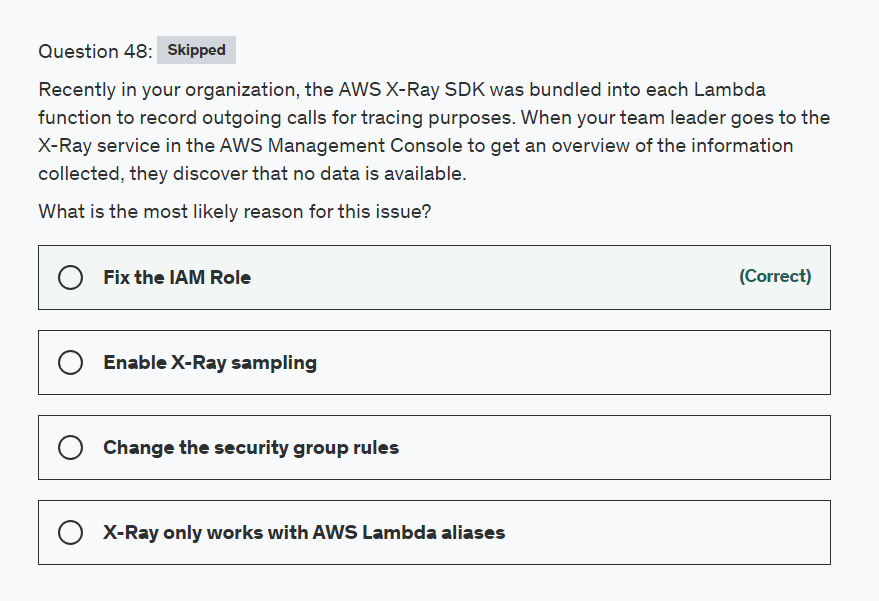 Question 48: Skipped
Recently in your organization, the AWS X-Ray SDK was bundled into each Lambda
function to record outgoing calls for tracing purposes. When your team leader goes to the
X-Ray service in the AWS Management Console to get an overview of the information
collected, they discover that no data is available.
What is the most likely reason for this issue?
Fix the IAM Role (Correct)
Enable X-Ray sampling
Change the security group rules
X-Ray only works with AWS Lambda aliases